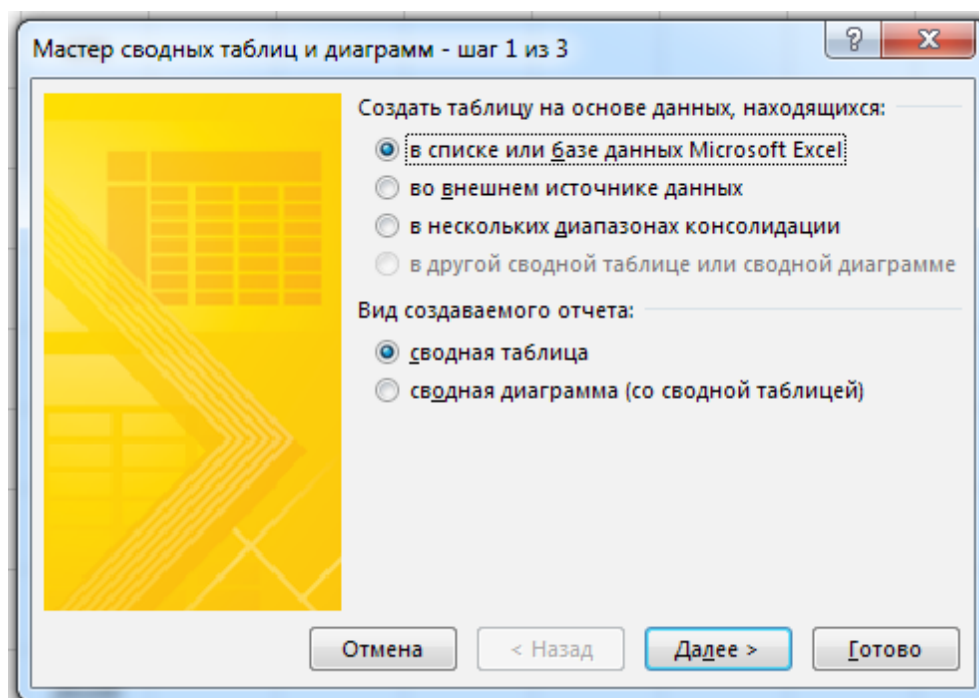 Мастер сводных таблиц и диаграмм - шаг 1 из 3
Создать таблицу на основе данных, находящихся:
в списке или базе данных Microsoft Excel
во внешнем источнике данных
в нескольких диапазонах консолидации
в другой сводной таблице или сводной диаграмме
Вид создаваемого отчета:
сводная таблица
сводная диаграмма (со сводной таблицей)
Отмена < Назад Далее > Готово